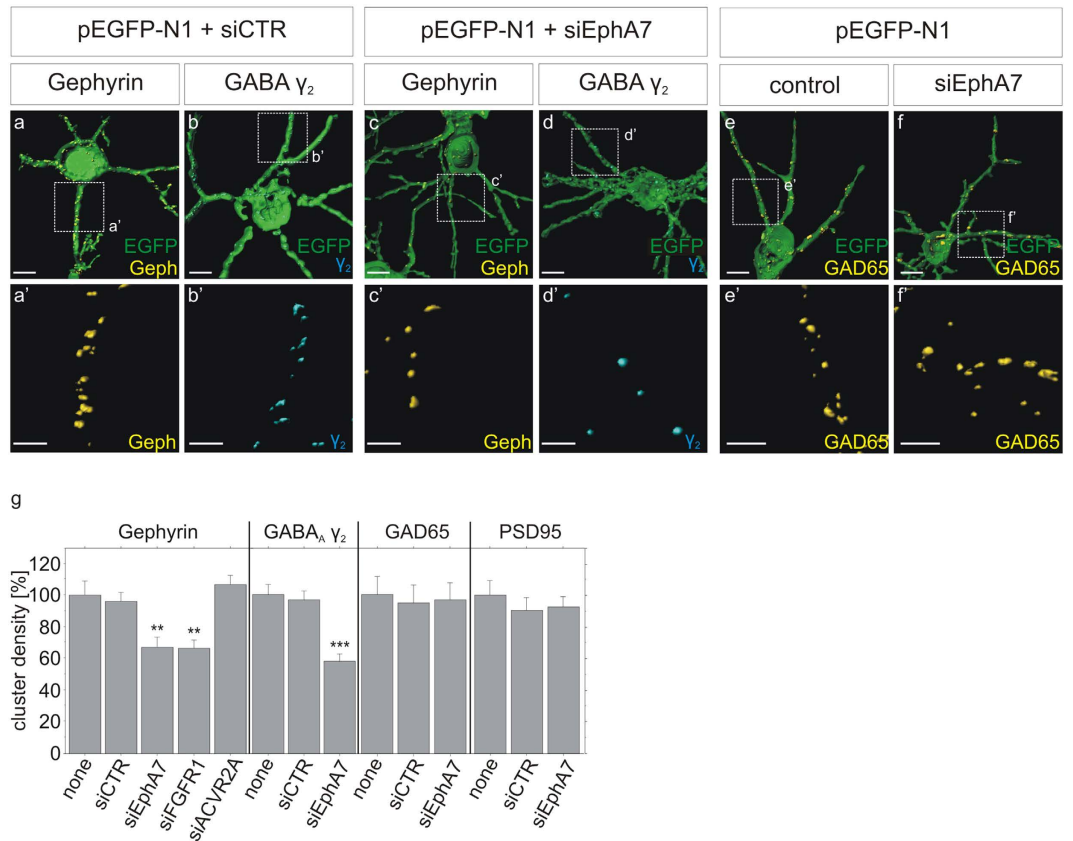 pEGFP-N1 + siCTR pEGFP-N1 + siEphA7 pEGFP-N1
Gephyrin GABA γ₂ Gephyrin GABA γ₂ control siEphA7
a b c d e f
b' c' d' e' f'
a'
EGFP EGFP EGFP EGFP EGFP EGFP
Geph γ₂ Geph γ₂ GAD65 GAD65
a' b' c' d' e' f'
Geph γ₂ Geph γ₂ GAD65 GAD65
g
Gephyrin GABA_A γ₂ GAD65 PSD95
cluster density [%]
120
100
80
60
40
20
0
** ** ***
none siCTR siEphA7 siFGFR1 siACVR2A none siCTR siEphA7 none siCTR siEphA7 none siCTR siEphA7